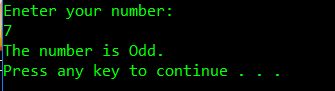 Eneter your number:
7
The number is Odd.
Press any key to continue . . .